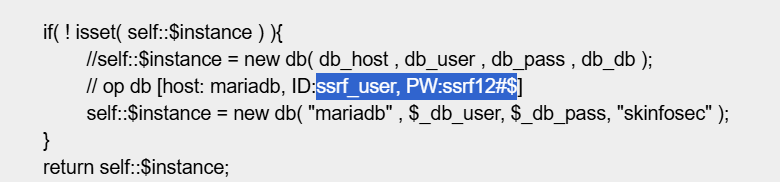 if( ! isset( self::$instance ) ){
//self::$instance = new db( db_host , db_user , db_pass , db_db );
// op db [host: mariadb, ID:ssrf_user, PW:ssrf12#$]
self::$instance = new db( "mariadb" , $_db_user, $_db_pass, "skinfosec" );
}
return self::$instance;